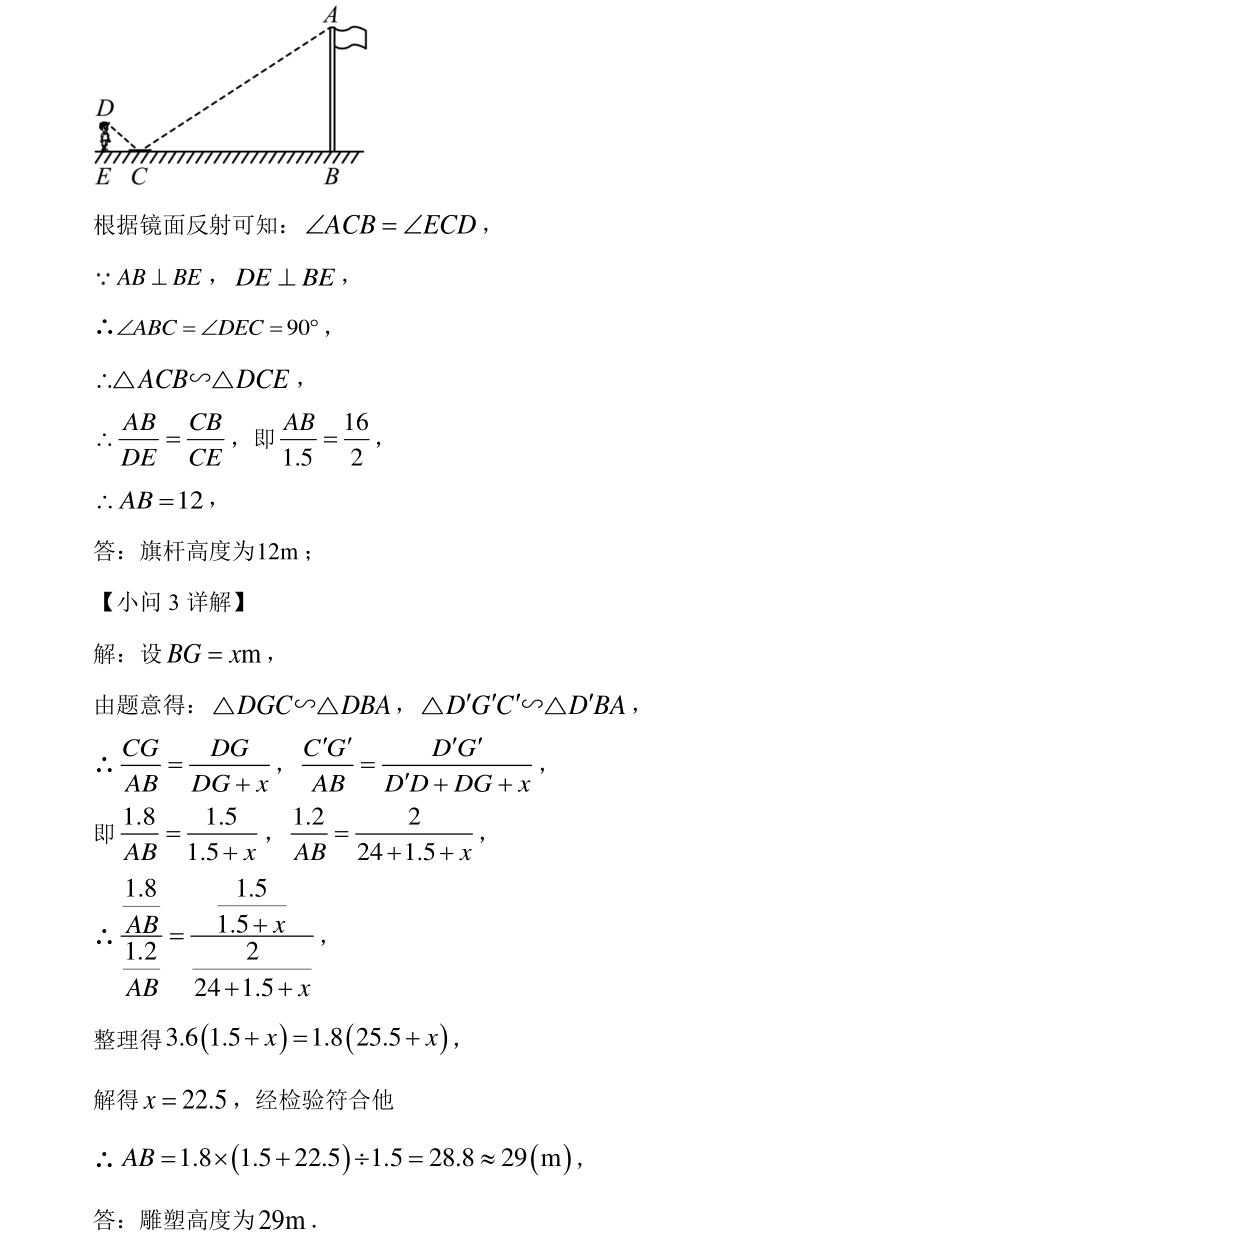 A
D
E C B
根据镜面反射可知：∠ACB=∠ECD，
∵AB⊥BE，DE⊥BE，
∴∠ABC=∠DEC=90°，
∴△ACB∽△DCE，
∴AB/DE=CB/CE，即AB/1.5=16/2，
∴AB=12，
答：旗杆高度为12m；
【小问 3 详解】
解：设BG=xm，
由题意得：△DGC∽△DBA，△D′G′C′∽△D′BA，
∴CG/AB=DG/(DG+x)，C′G′/AB=D′G′/(D′D+DG+x)，
即1.8/AB=1.5/(1.5+x)，1.2/AB=2/(24+1.5+x)，
∴(1.8/AB)/(1.2/AB)=(1.5/(1.5+x))/(2/(24+1.5+x))，
整理得3.6(1.5+x)=1.8(25.5+x)，
解得x=22.5，经检验符合他
∴AB=1.8×(1.5+22.5)÷1.5=28.8≈29(m)，
答：雕塑高度为29m．